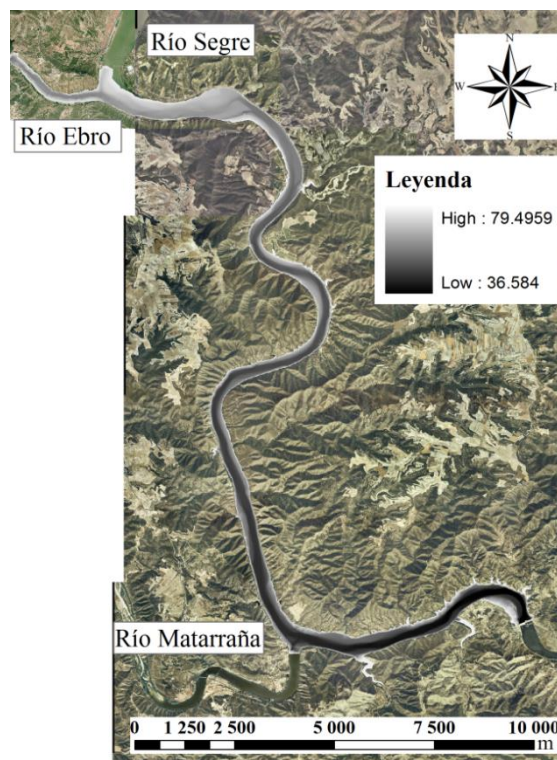 Río Segre
N
W
E
S
Río Ebro
Leyenda
High : 79.4959
Low : 36.584
Río Matarraña
0 1 250 2 500 5 000 7 500 10 000
m